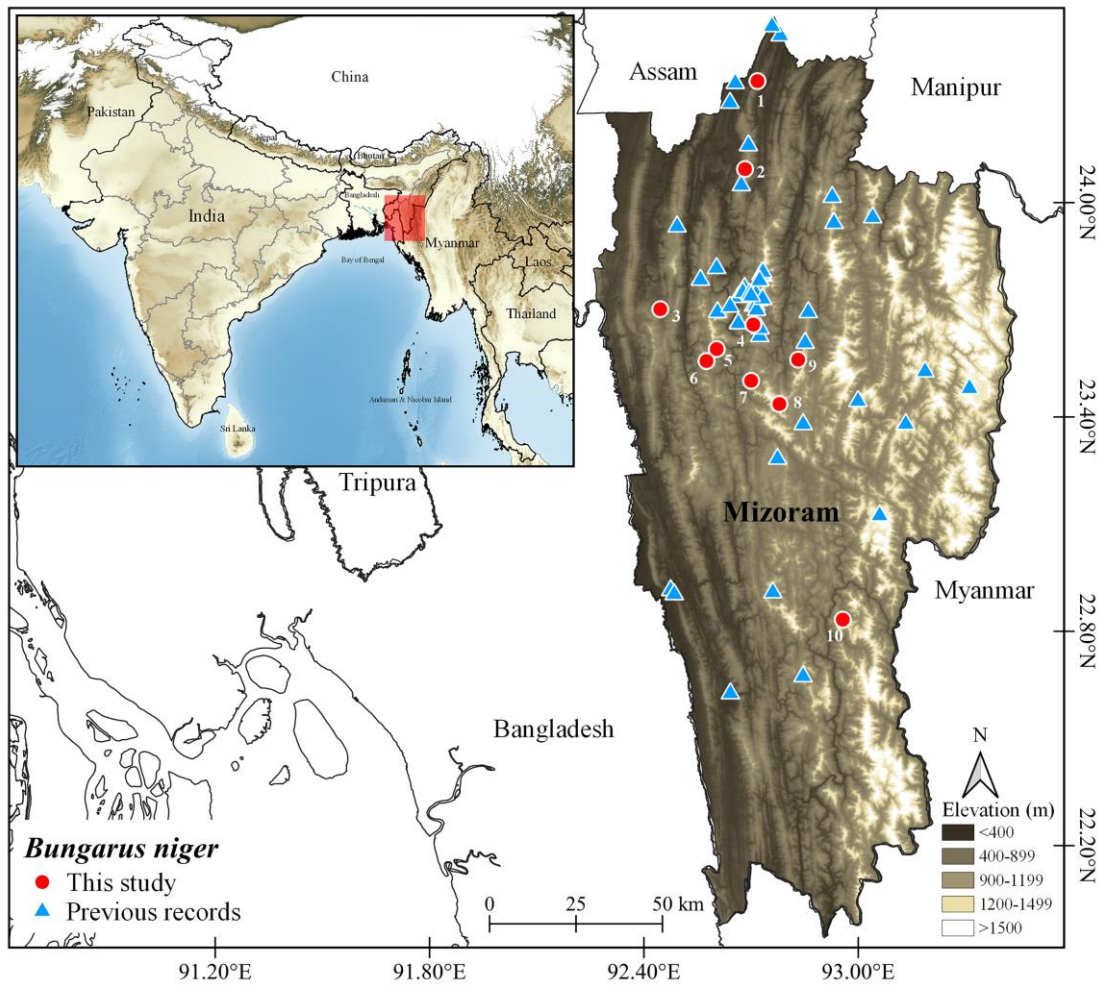 China
Pakistan
Nepal
Bhutan
Bangladesh
India
Myanmar
Bay of Bengal
Laos
Thailand
Andaman & Nicobar Island
Sri Lanka
Assam
Manipur
1
2
3
4
5
6
7
8
9
10
Tripura
Mizoram
Myanmar
Bangladesh
24.00°N
23.40°N
22.80°N
22.20°N
N
Elevation (m)
<400
400-899
900-1199
1200-1499
>1500
Bungarus niger
This study
Previous records
0 25 50 km
91.20°E 91.80°E 92.40°E 93.00°E